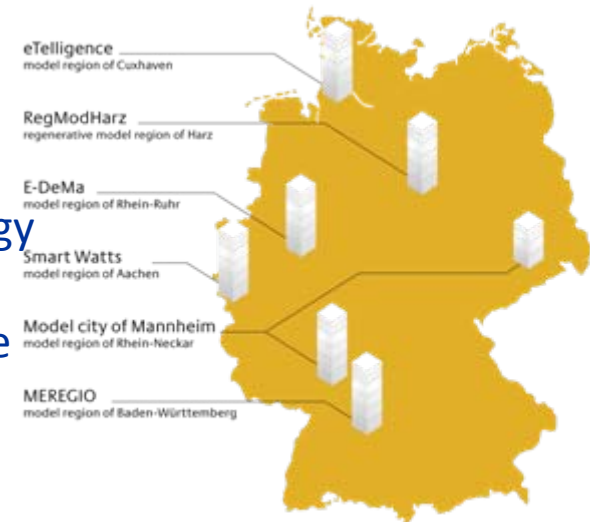 eTelligence
model region of Cuxhaven
RegModHarz
regenerative model region of Harz
E-DeMa
model region of Rhein-Ruhr
gy
Smart Watts
model region of Aachen
Model city of Mannheim
model region of Rhein-Neckar
e
MEREGIO
model region of Baden-Württemberg